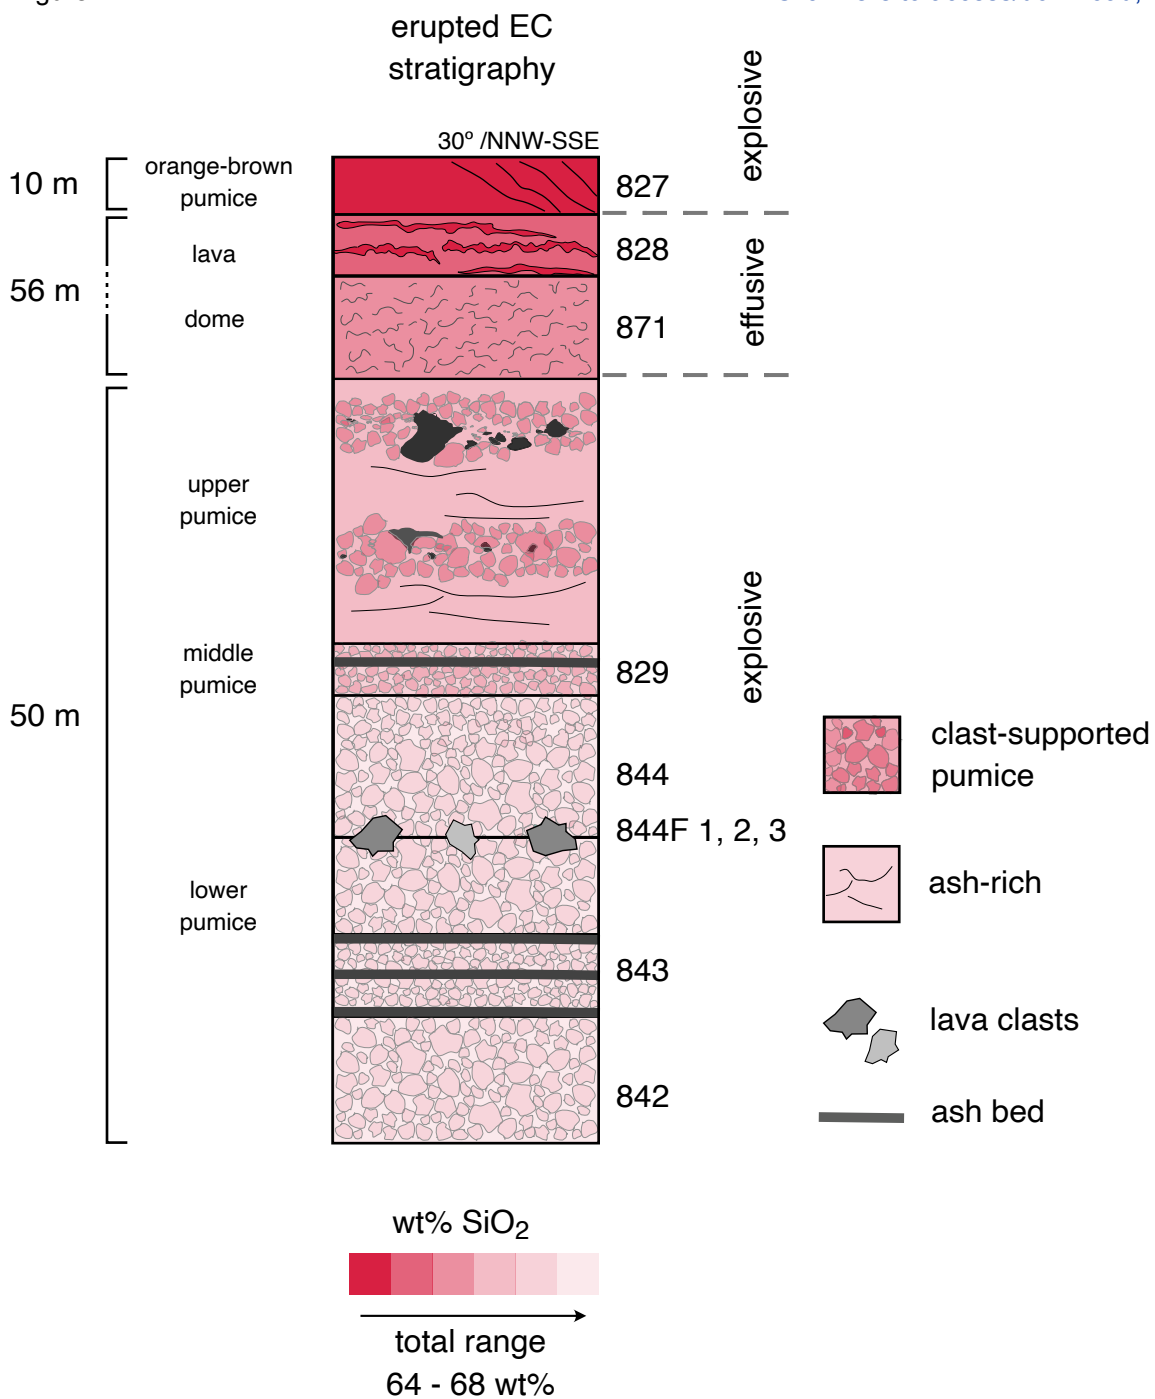 erupted EC
stratigraphy
30º /NNW-SSE
explosive
10 m
orange-brown
pumice
827
lava
828
56 m
effusive
dome
871
upper
pumice
explosive
middle
pumice
829
50 m
844
844F 1, 2, 3
lower
pumice
843
842
clast-supported
pumice
ash-rich
lava clasts
ash bed
wt% SiO₂
total range
64 - 68 wt%